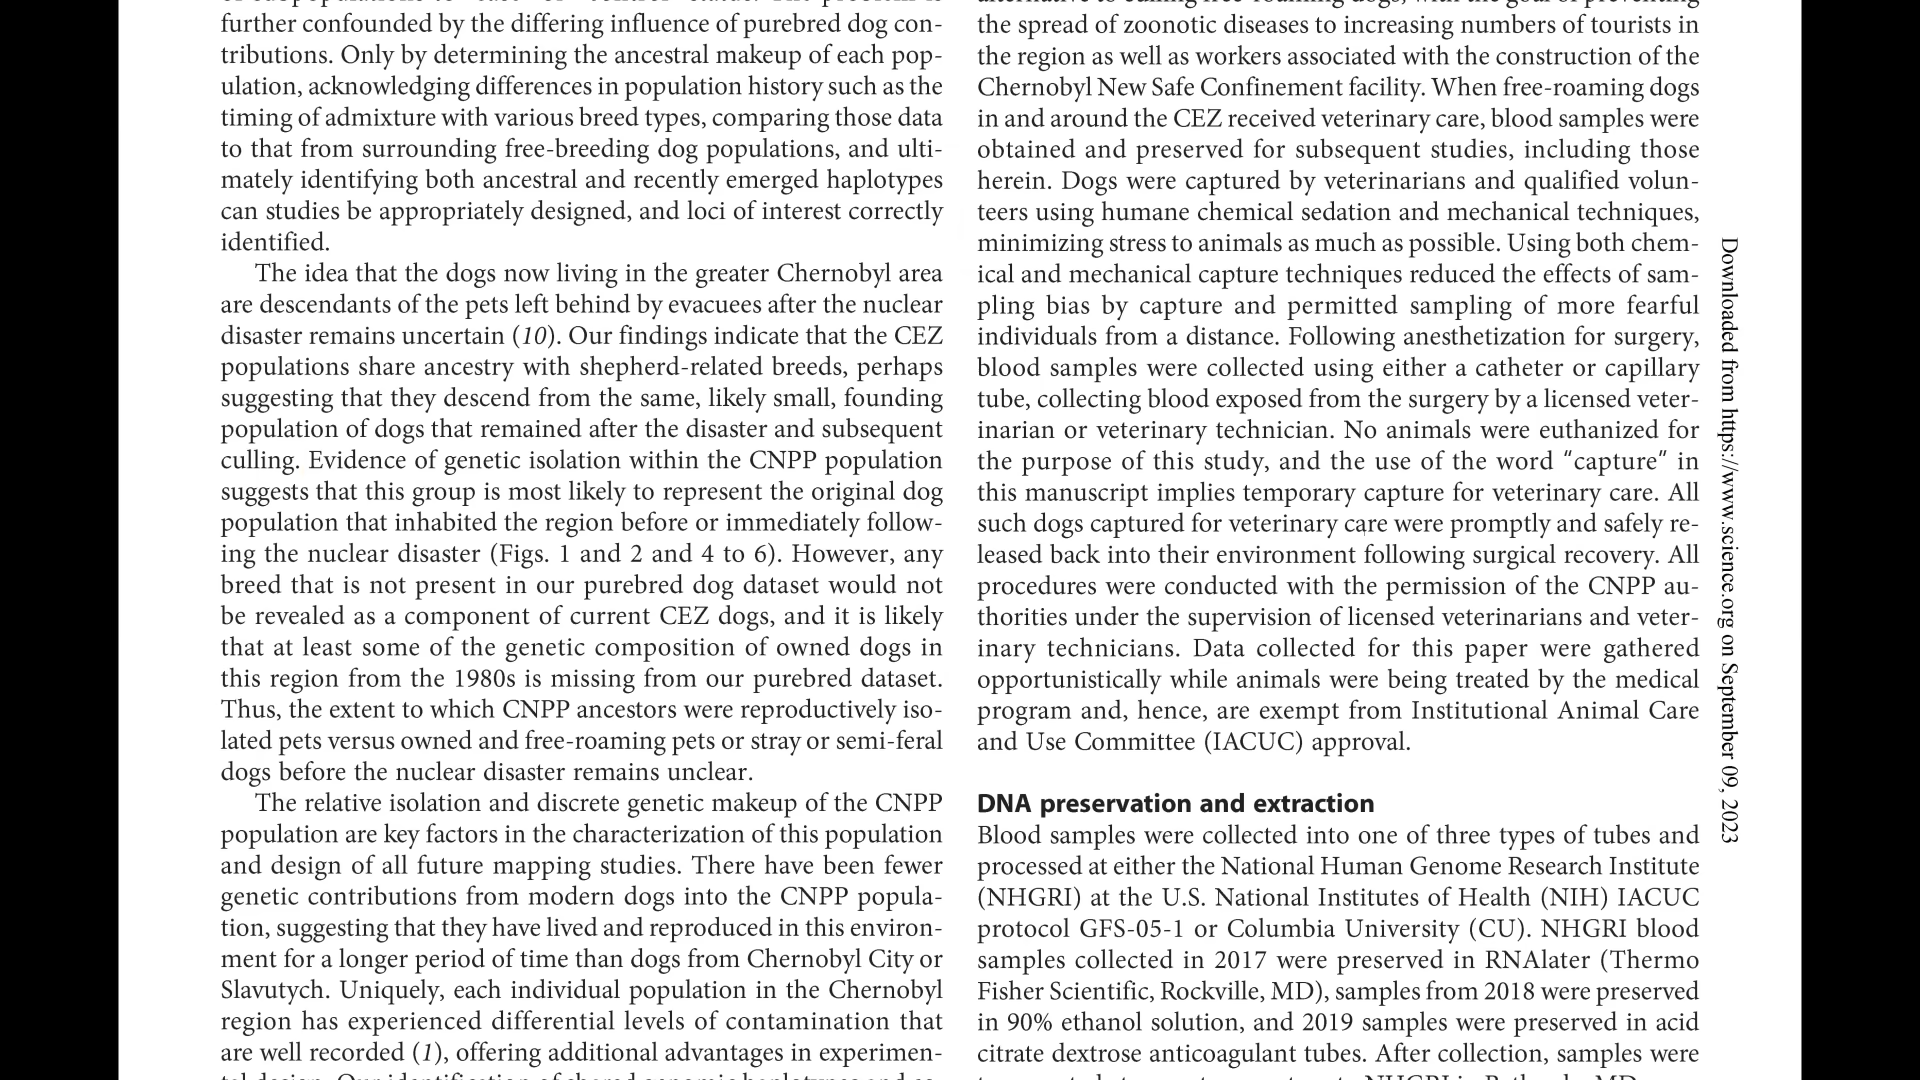 further confounded by the differing influence of purebred dog con-
tributions. Only by determining the ancestral makeup of each pop-
ulation, acknowledging differences in population history such as the
timing of admixture with various breed types, comparing those data
to that from surrounding free-breeding dog populations, and ulti-
mately identifying both ancestral and recently emerged haplotypes
can studies be appropriately designed, and loci of interest correctly
identified.
The idea that the dogs now living in the greater Chernobyl area
are descendants of the pets left behind by evacuees after the nuclear
disaster remains uncertain (10). Our findings indicate that the CEZ
populations share ancestry with shepherd-related breeds, perhaps
suggesting that they descend from the same, likely small, founding
population of dogs that remained after the disaster and subsequent
culling. Evidence of genetic isolation within the CNPP population
suggests that this group is most likely to represent the original dog
population that inhabited the region before or immediately follow-
ing the nuclear disaster (Figs. 1 and 2 and 4 to 6). However, any
breed that is not present in our purebred dog dataset would not
be revealed as a component of current CEZ dogs, and it is likely
that at least some of the genetic composition of owned dogs in
this region from the 1980s is missing from our purebred dataset.
Thus, the extent to which CNPP ancestors were reproductively iso-
lated pets versus owned and free-roaming pets or stray or semi-feral
dogs before the nuclear disaster remains unclear.
The relative isolation and discrete genetic makeup of the CNPP
population are key factors in the characterization of this population
and design of all future mapping studies. There have been fewer
genetic contributions from modern dogs into the CNPP popula-
tion, suggesting that they have lived and reproduced in this environ-
ment for a longer period of time than dogs from Chernobyl City or
Slavutych. Uniquely, each individual population in the Chernobyl
region has experienced differential levels of contamination that
are well recorded (1), offering additional advantages in experimen-
the spread of zoonotic diseases to increasing numbers of tourists in
the region as well as workers associated with the construction of the
Chernobyl New Safe Confinement facility. When free-roaming dogs
in and around the CEZ received veterinary care, blood samples were
obtained and preserved for subsequent studies, including those
herein. Dogs were captured by veterinarians and qualified volun-
teers using humane chemical sedation and mechanical techniques,
minimizing stress to animals as much as possible. Using both chem-
ical and mechanical capture techniques reduced the effects of sam-
pling bias by capture and permitted sampling of more fearful
individuals from a distance. Following anesthetization for surgery,
blood samples were collected using either a catheter or capillary
tube, collecting blood exposed from the surgery by a licensed veter-
inarian or veterinary technician. No animals were euthanized for
the purpose of this study, and the use of the word “capture” in
this manuscript implies temporary capture for veterinary care. All
such dogs captured for veterinary care were promptly and safely re-
leased back into their environment following surgical recovery. All
procedures were conducted with the permission of the CNPP au-
thorities under the supervision of licensed veterinarians and veter-
inary technicians. Data collected for this paper were gathered
opportunistically while animals were being treated by the medical
program and, hence, are exempt from Institutional Animal Care
and Use Committee (IACUC) approval.
DNA preservation and extraction
Blood samples were collected into one of three types of tubes and
processed at either the National Human Genome Research Institute
(NHGRI) at the U.S. National Institutes of Health (NIH) IACUC
protocol GFS-05-1 or Columbia University (CU). NHGRI blood
samples collected in 2017 were preserved in RNAlater (Thermo
Fisher Scientific, Rockville, MD), samples from 2018 were preserved
in 90% ethanol solution, and 2019 samples were preserved in acid
citrate dextrose anticoagulant tubes. After collection, samples were
Downloaded from https://www.science.org on September 09, 2023